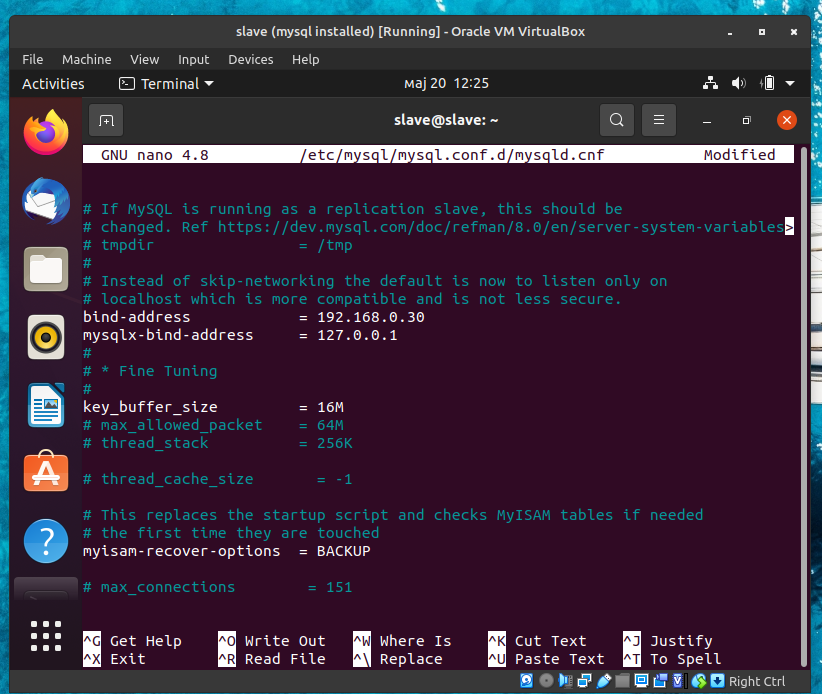 slave (mysql installed) [Running] - Oracle VM VirtualBox
File Machine View Input Devices Help
Activities Terminal мај 20 12:25
slave@slave: ~
GNU nano 4.8 /etc/mysql/mysql.conf.d/mysqld.cnf Modified
# If MySQL is running as a replication slave, this should be
# changed. Ref https://dev.mysql.com/doc/refman/8.0/en/server-system-variables>
# tmpdir = /tmp
#
# Instead of skip-networking the default is now to listen only on
# localhost which is more compatible and is not less secure.
bind-address = 192.168.0.30
mysqlx-bind-address = 127.0.0.1
#
# * Fine Tuning
#
key_buffer_size = 16M
# max_allowed_packet = 64M
# thread_stack = 256K
# thread_cache_size = -1
# This replaces the startup script and checks MyISAM tables if needed
# the first time they are touched
myisam-recover-options = BACKUP
# max_connections = 151
^G Get Help ^O Write Out ^W Where Is ^K Cut Text ^J Justify
^X Exit ^R Read File ^\ Replace ^U Paste Text ^T To Spell
Right Ctrl